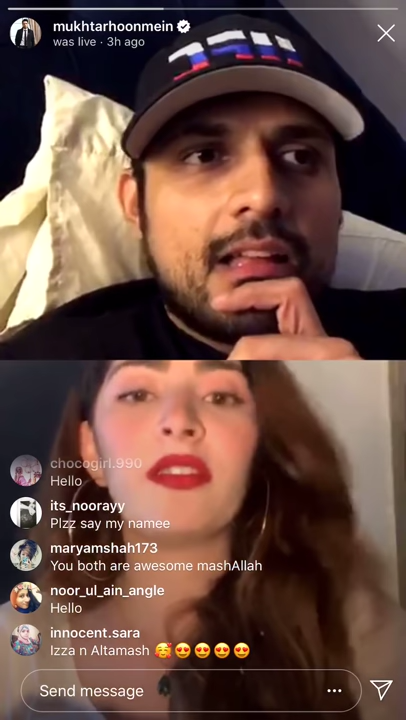 mukhtarhoonmein
was live · 3h ago
chocogirl.990
Hello
its_noorayy
Plzz say my namee
maryamshah173
You both are awesome mashAllah
noor_ul_ain_angle
Hello
innocent.sara
Izza n Altamash 🥰😍😍😍😍
Send message